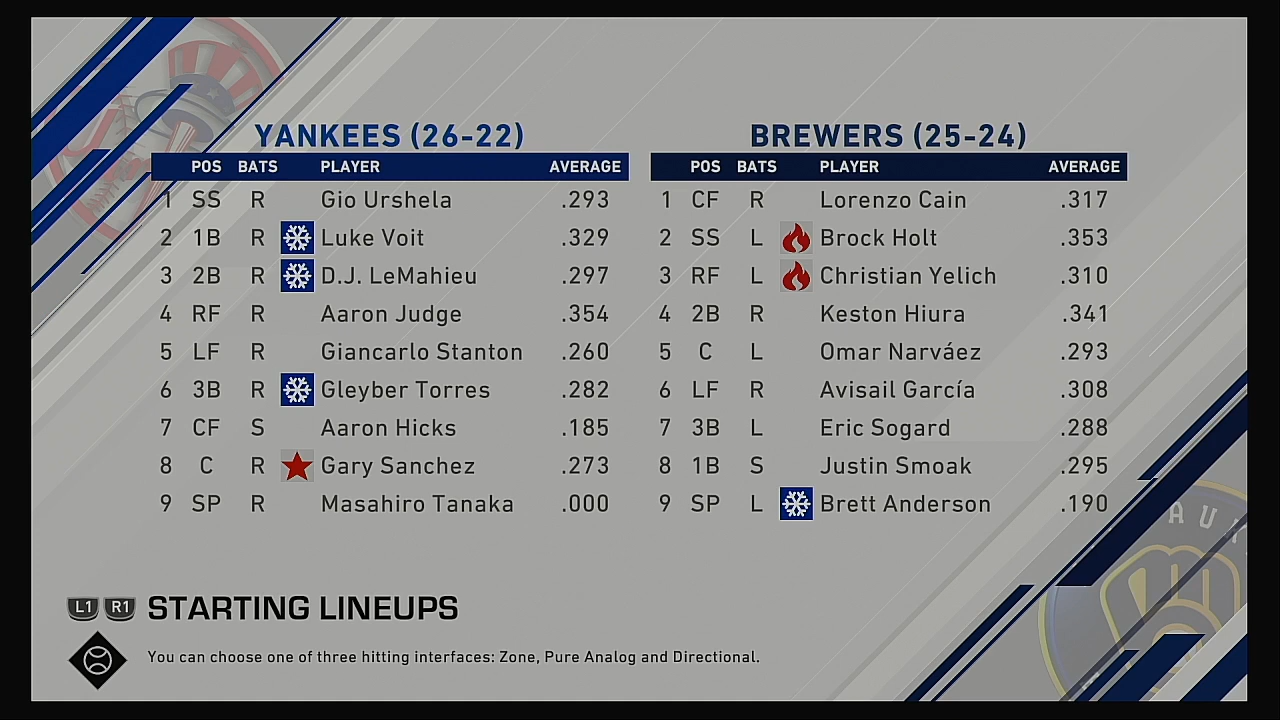 YANKEES (26-22)
POS BATS PLAYER AVERAGE
1 SS R Gio Urshela .293
2 1B R Luke Voit .329
3 2B R D.J. LeMahieu .297
4 RF R Aaron Judge .354
5 LF R Giancarlo Stanton .260
6 3B R Gleyber Torres .282
7 CF S Aaron Hicks .185
8 C R Gary Sanchez .273
9 SP R Masahiro Tanaka .000
BREWERS (25-24)
POS BATS PLAYER AVERAGE
1 CF R Lorenzo Cain .317
2 SS L Brock Holt .353
3 RF L Christian Yelich .310
4 2B R Keston Hiura .341
5 C L Omar Narváez .293
6 LF R Avisail García .308
7 3B L Eric Sogard .288
8 1B S Justin Smoak .295
9 SP L Brett Anderson .190
L1 R1 STARTING LINEUPS
You can choose one of three hitting interfaces: Zone, Pure Analog and Directional.